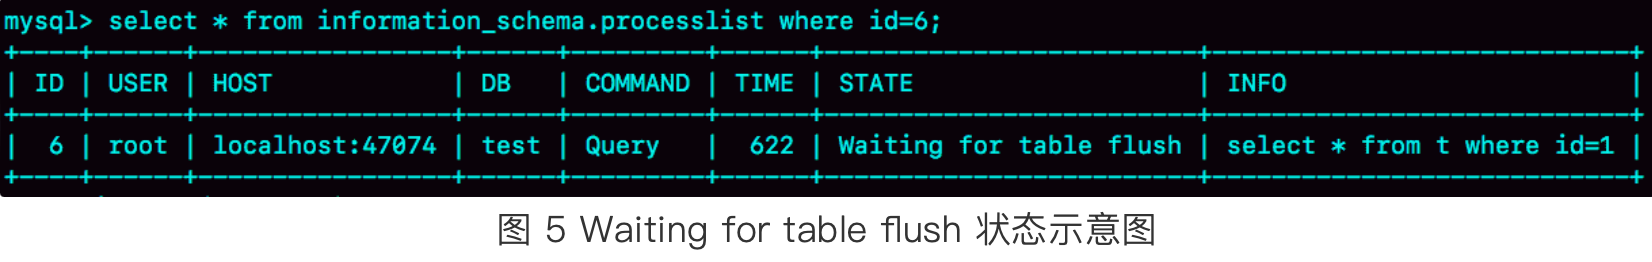 mysql> select * from information_schema.processlist where id=6;
+----+------+-----------------+------+---------+------+-------------------------+----------------------------+
| ID | USER | HOST            | DB   | COMMAND | TIME | STATE                   | INFO                       |
+----+------+-----------------+------+---------+------+-------------------------+----------------------------+
|  6 | root | localhost:47074 | test | Query   |  622 | Waiting for table flush | select * from t where id=1 |
+----+------+-----------------+------+---------+------+-------------------------+----------------------------+
图 5 Waiting for table flush 状态示意图